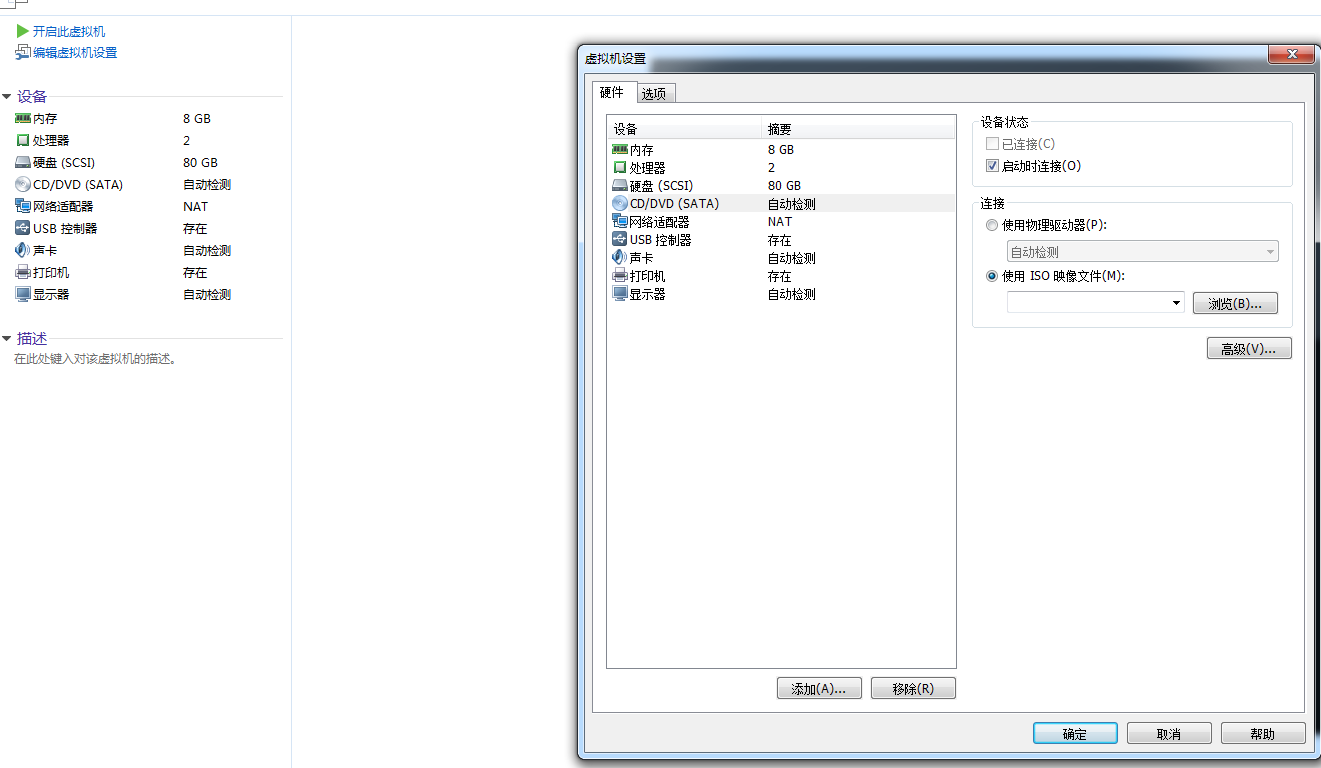 开启此虚拟机
编辑虚拟机设置
设备
内存 8 GB
处理器 2
硬盘 (SCSI) 80 GB
CD/DVD (SATA) 自动检测
网络适配器 NAT
USB 控制器 存在
声卡 自动检测
打印机 存在
显示器 自动检测
描述
在此处键入对该虚拟机的描述。
虚拟机设置
硬件 选项
设备 摘要
内存 8 GB
处理器 2
硬盘 (SCSI) 80 GB
CD/DVD (SATA) 自动检测
网络适配器 NAT
USB 控制器 存在
声卡 自动检测
打印机 存在
显示器 自动检测
添加(A)... 移除(R)
设备状态
已连接(C)
启动时连接(O)
连接
使用物理驱动器(P):
自动检测
使用 ISO 映像文件(M):
浏览(B)...
高级(V)...
确定 取消 帮助